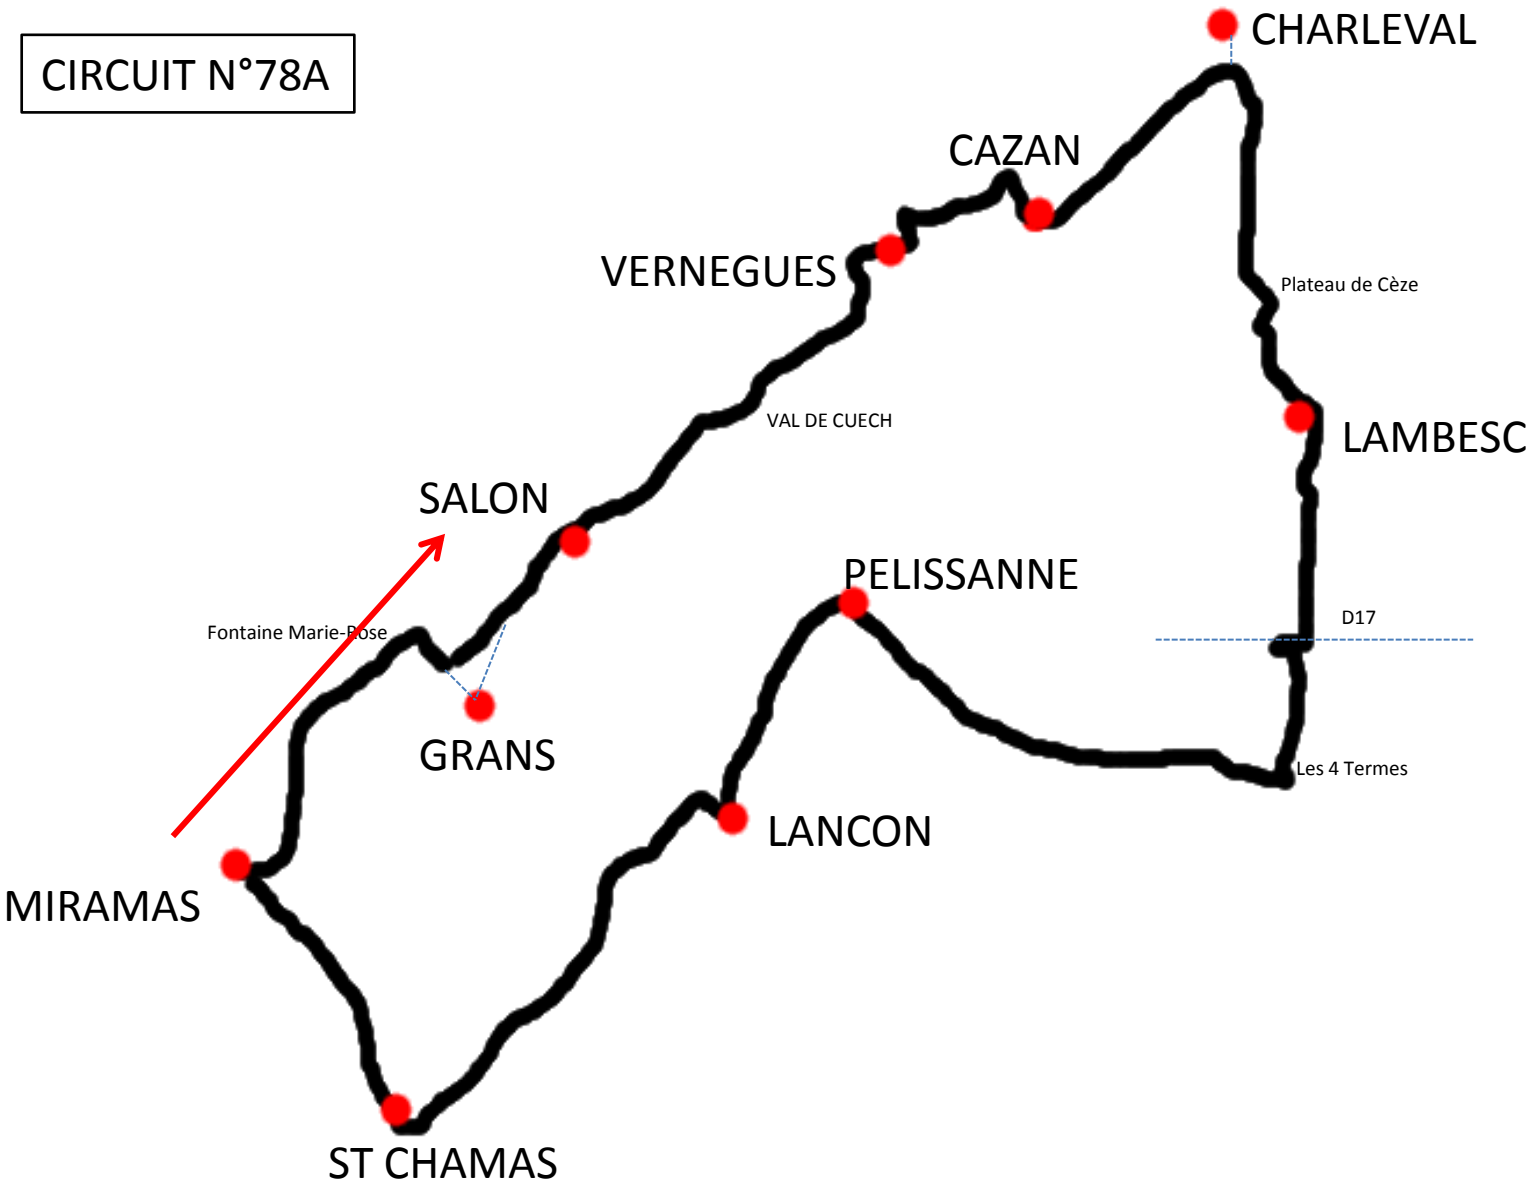 CIRCUIT N°78A
CHARLEVAL
CAZAN
VERNEGUES
Plateau de Cèze
VAL DE CUECH
LAMBESC
SALON
PELISSANNE
D17
Fontaine Marie-Rose
GRANS
Les 4 Termes
LANCON
MIRAMAS
ST CHAMAS